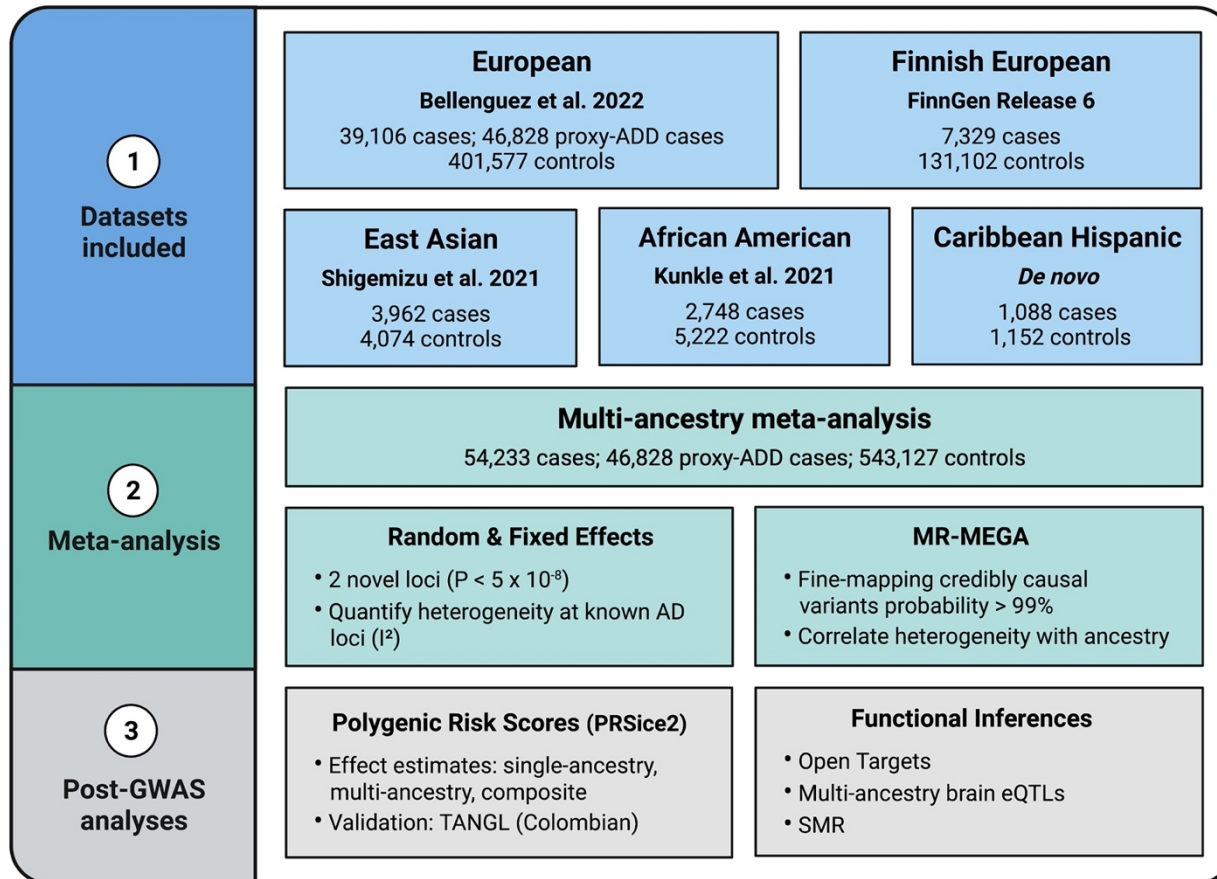 1
Datasets
included
European
Bellenguez et al. 2022
39,106 cases; 46,828 proxy-ADD cases
401,577 controls
Finnish European
FinnGen Release 6
7,329 cases
131,102 controls
East Asian
Shigemizu et al. 2021
3,962 cases
4,074 controls
African American
Kunkle et al. 2021
2,748 cases
5,222 controls
Caribbean Hispanic
De novo
1,088 cases
1,152 controls
2
Meta-analysis
Multi-ancestry meta-analysis
54,233 cases; 46,828 proxy-ADD cases; 543,127 controls
Random & Fixed Effects
• 2 novel loci (P < 5 x 10⁻⁸)
• Quantify heterogeneity at known AD
loci (I²)
MR-MEGA
• Fine-mapping credibly causal
variants probability > 99%
• Correlate heterogeneity with ancestry
3
Post-GWAS
analyses
Polygenic Risk Scores (PRSice2)
• Effect estimates: single-ancestry,
multi-ancestry, composite
• Validation: TANGL (Colombian)
Functional Inferences
• Open Targets
• Multi-ancestry brain eQTLs
• SMR